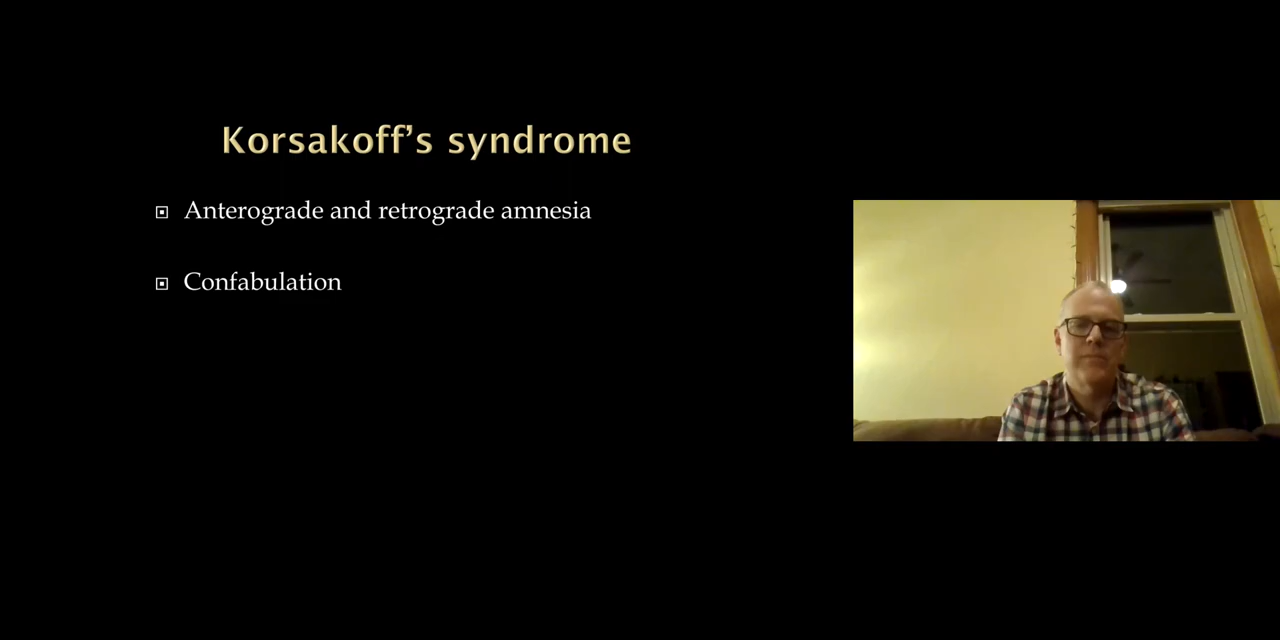 Korsakoff’s syndrome
Anterograde and retrograde amnesia
Confabulation